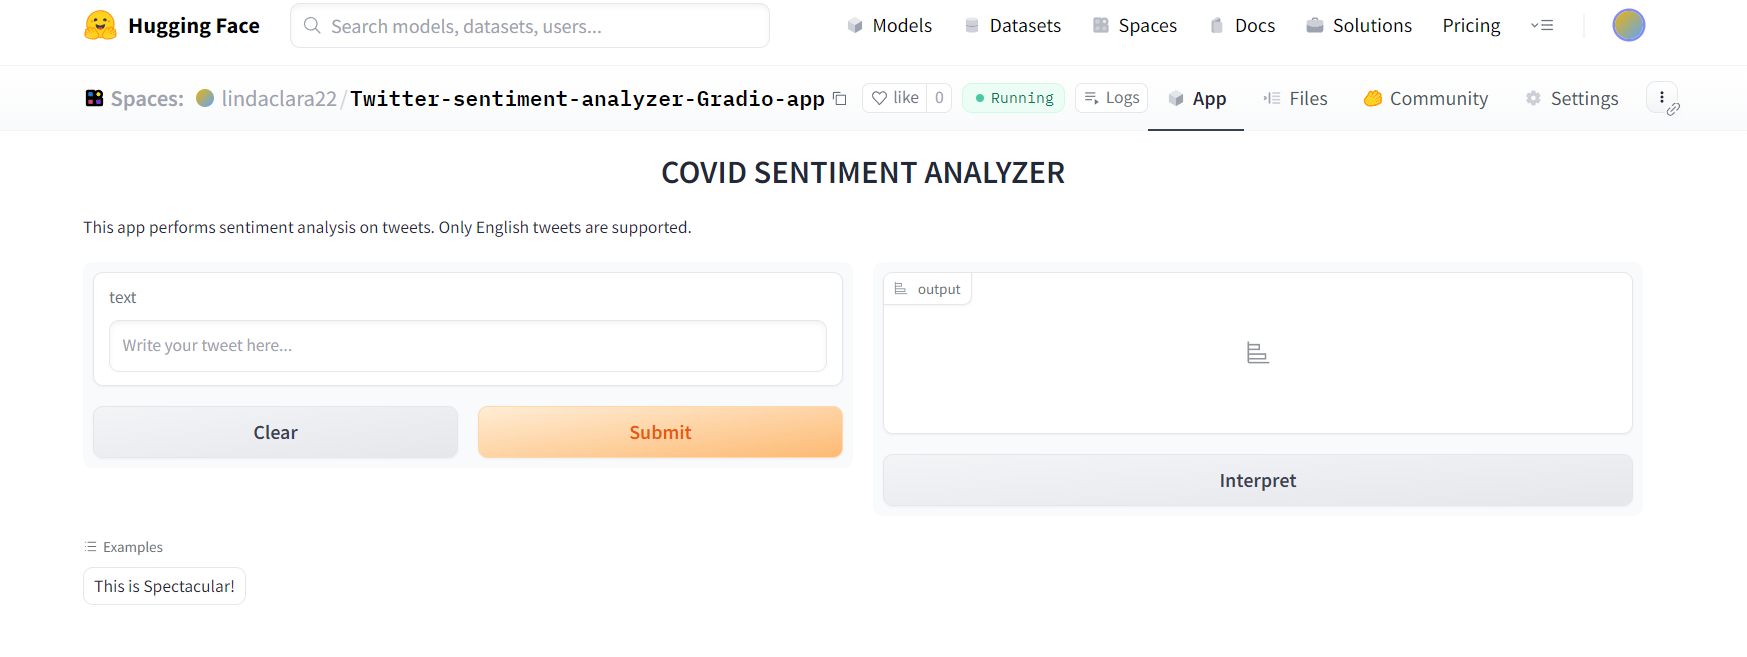 Hugging Face
Search models, datasets, users...
Models
Datasets
Spaces
Docs
Solutions
Pricing
Spaces:
lindaclara22/Twitter-sentiment-analyzer-Gradio-app
like
0
Running
Logs
App
Files
Community
Settings
COVID SENTIMENT ANALYZER
This app performs sentiment analysis on tweets. Only English tweets are supported.
text
Write your tweet here...
Clear
Submit
output
Interpret
Examples
This is Spectacular!